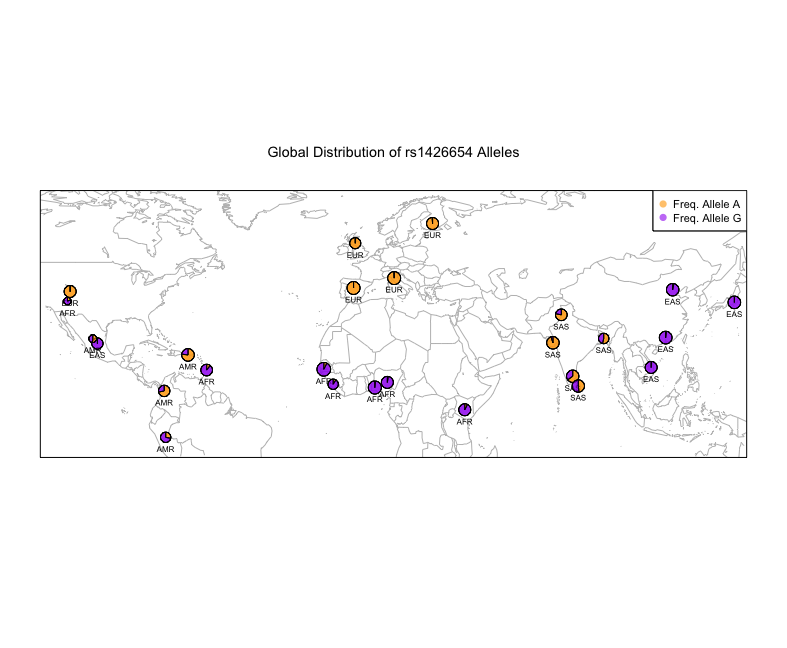 Global Distribution of rs1426654 Alleles
Freq. Allele A
Freq. Allele G
EUR
EUR
EUR
EUR
EUR
AFR
EAS
EAS
SAS
SAS
SAS
EAS
EAS
AMR
EAS
AMR
AFR
AFR
AFR
AFR
AFR
SAS
SAS
AMR
AFR
AMR